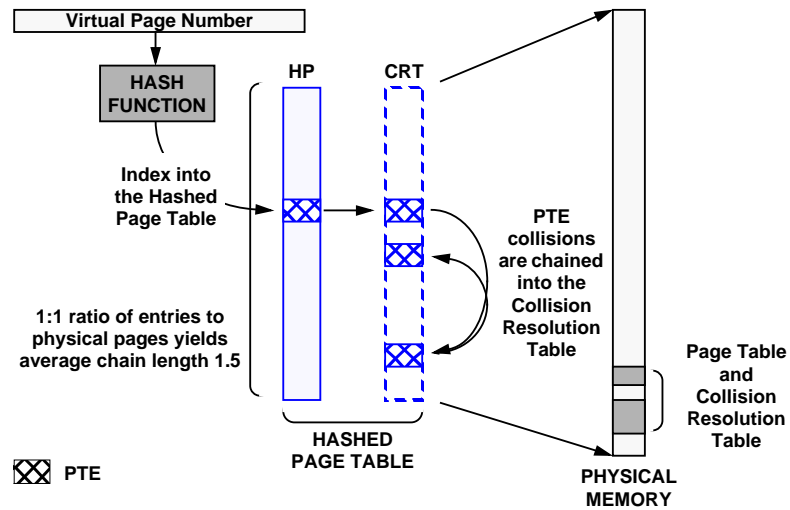 Virtual Page Number
HASH
FUNCTION
HP
CRT
Index into
the Hashed
Page Table
PTE
collisions
are chained
into the
Collision
Resolution
Table
1:1 ratio of entries to
physical pages yields
average chain length 1.5
Page Table
and
Collision
Resolution
Table
HASHED
PAGE TABLE
PTE
PHYSICAL
MEMORY